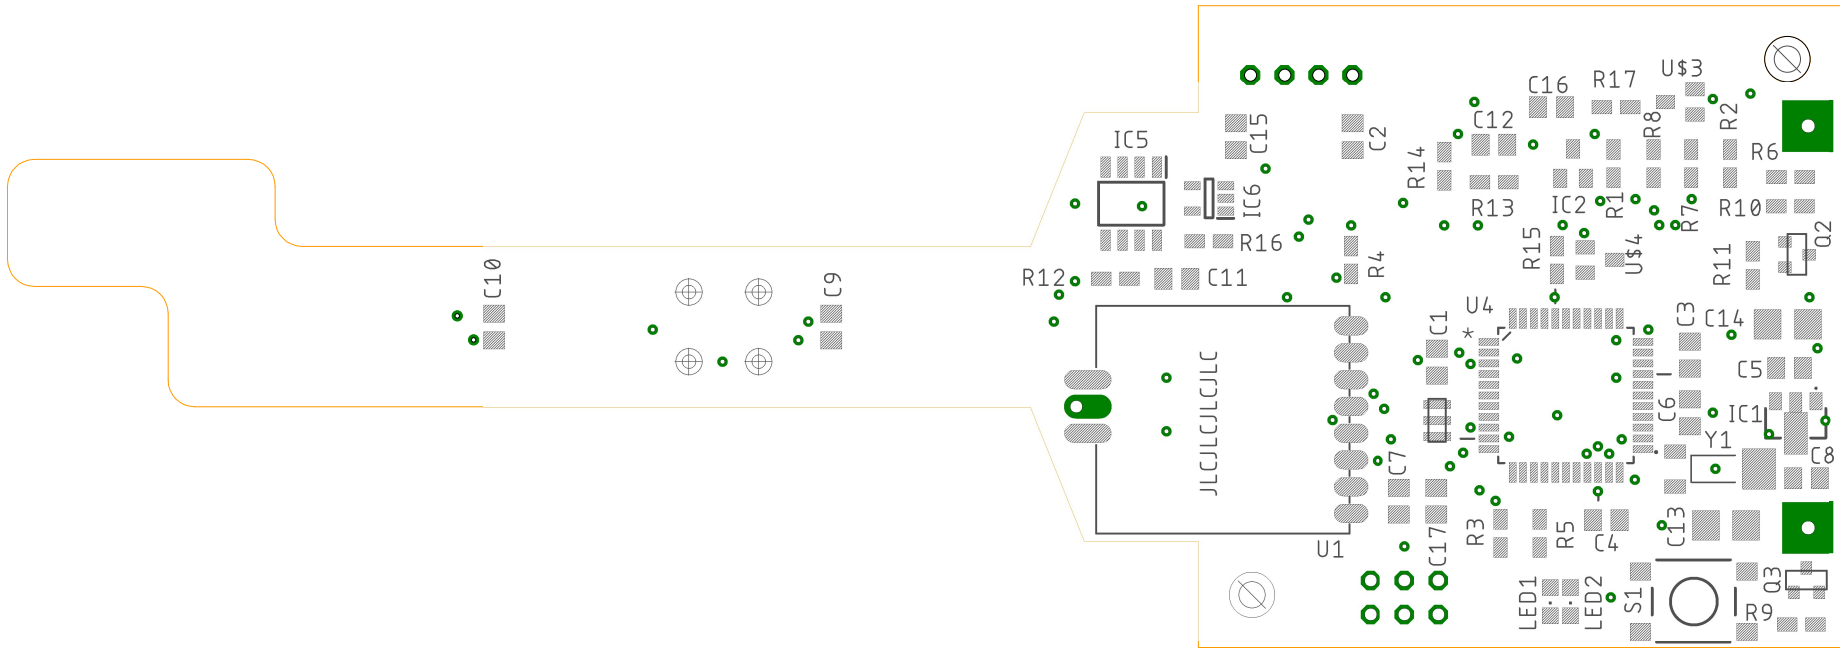 U$3
C16
R17
R8
R2
C12
C15
C2
IC5
R14
R6
IC6
R13
IC2
R1
R7
R10
Q2
R16
R15
U$4
R11
R4
C10
C9
R12
C11
U4
C1
*
C3
C14
C5
JLCJLCJLCJLC
C6
IC1
Y1
C7
C8
R3
R5
C4
C13
C17
U1
LED1
LED2
S1
Q3
R9